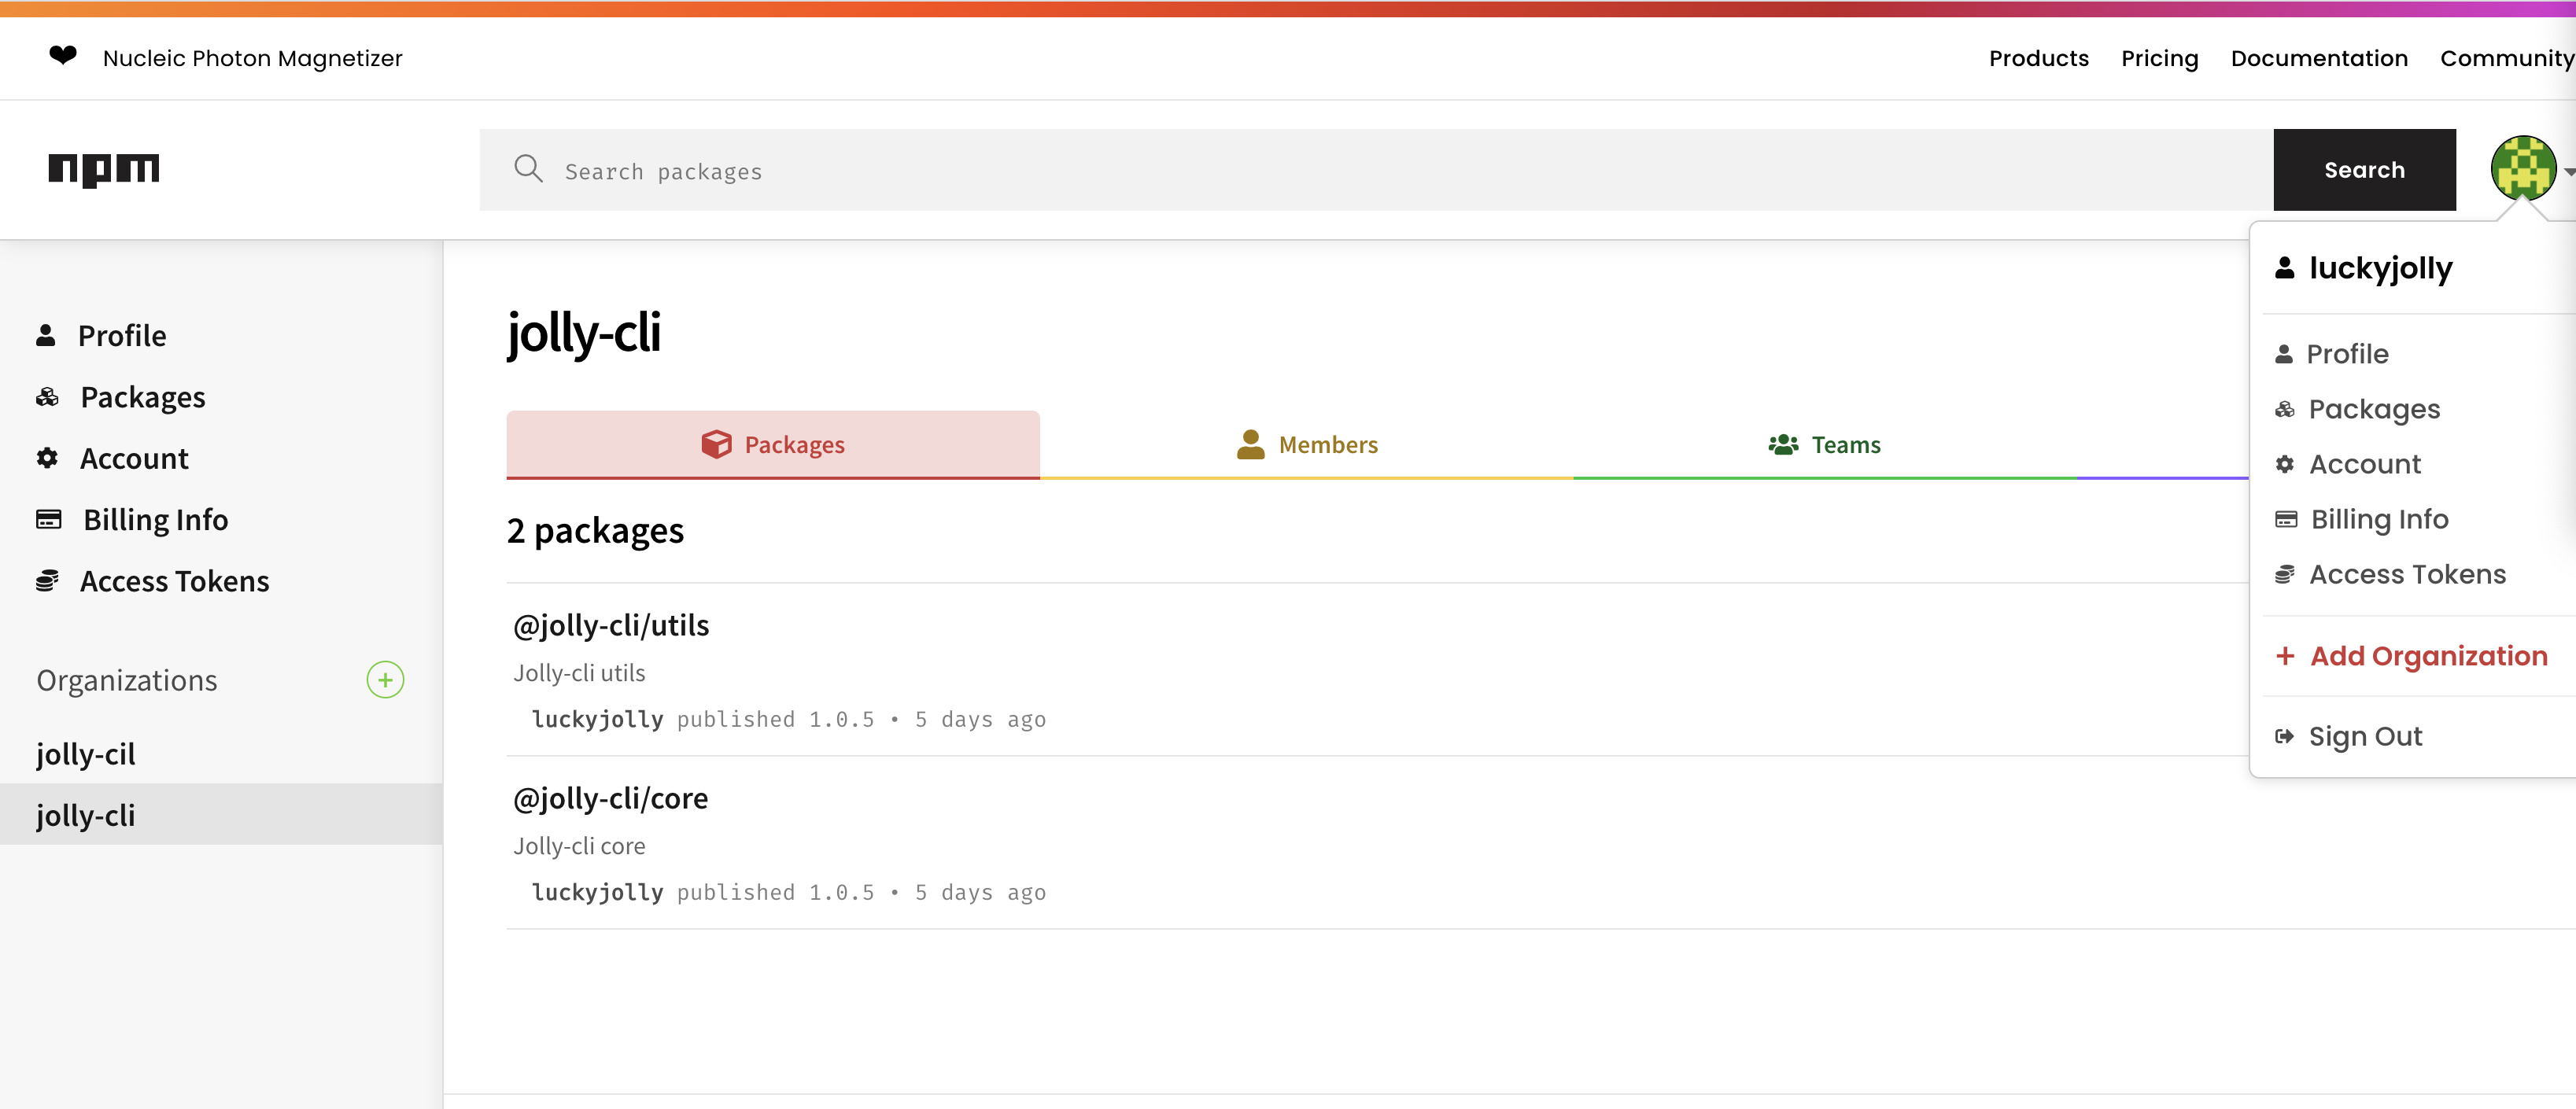 Nucleic Photon Magnetizer
Products Pricing Documentation Community
npm
Search packages
Search
luckyjolly
Profile
Packages
Account
Billing Info
Access Tokens
Add Organization
Sign Out
Profile
Packages
Account
Billing Info
Access Tokens
Organizations
jolly-cil
jolly-cli
jolly-cli
Packages Members Teams
2 packages
@jolly-cli/utils
Jolly-cli utils
luckyjolly published 1.0.5 • 5 days ago
@jolly-cli/core
Jolly-cli core
luckyjolly published 1.0.5 • 5 days ago